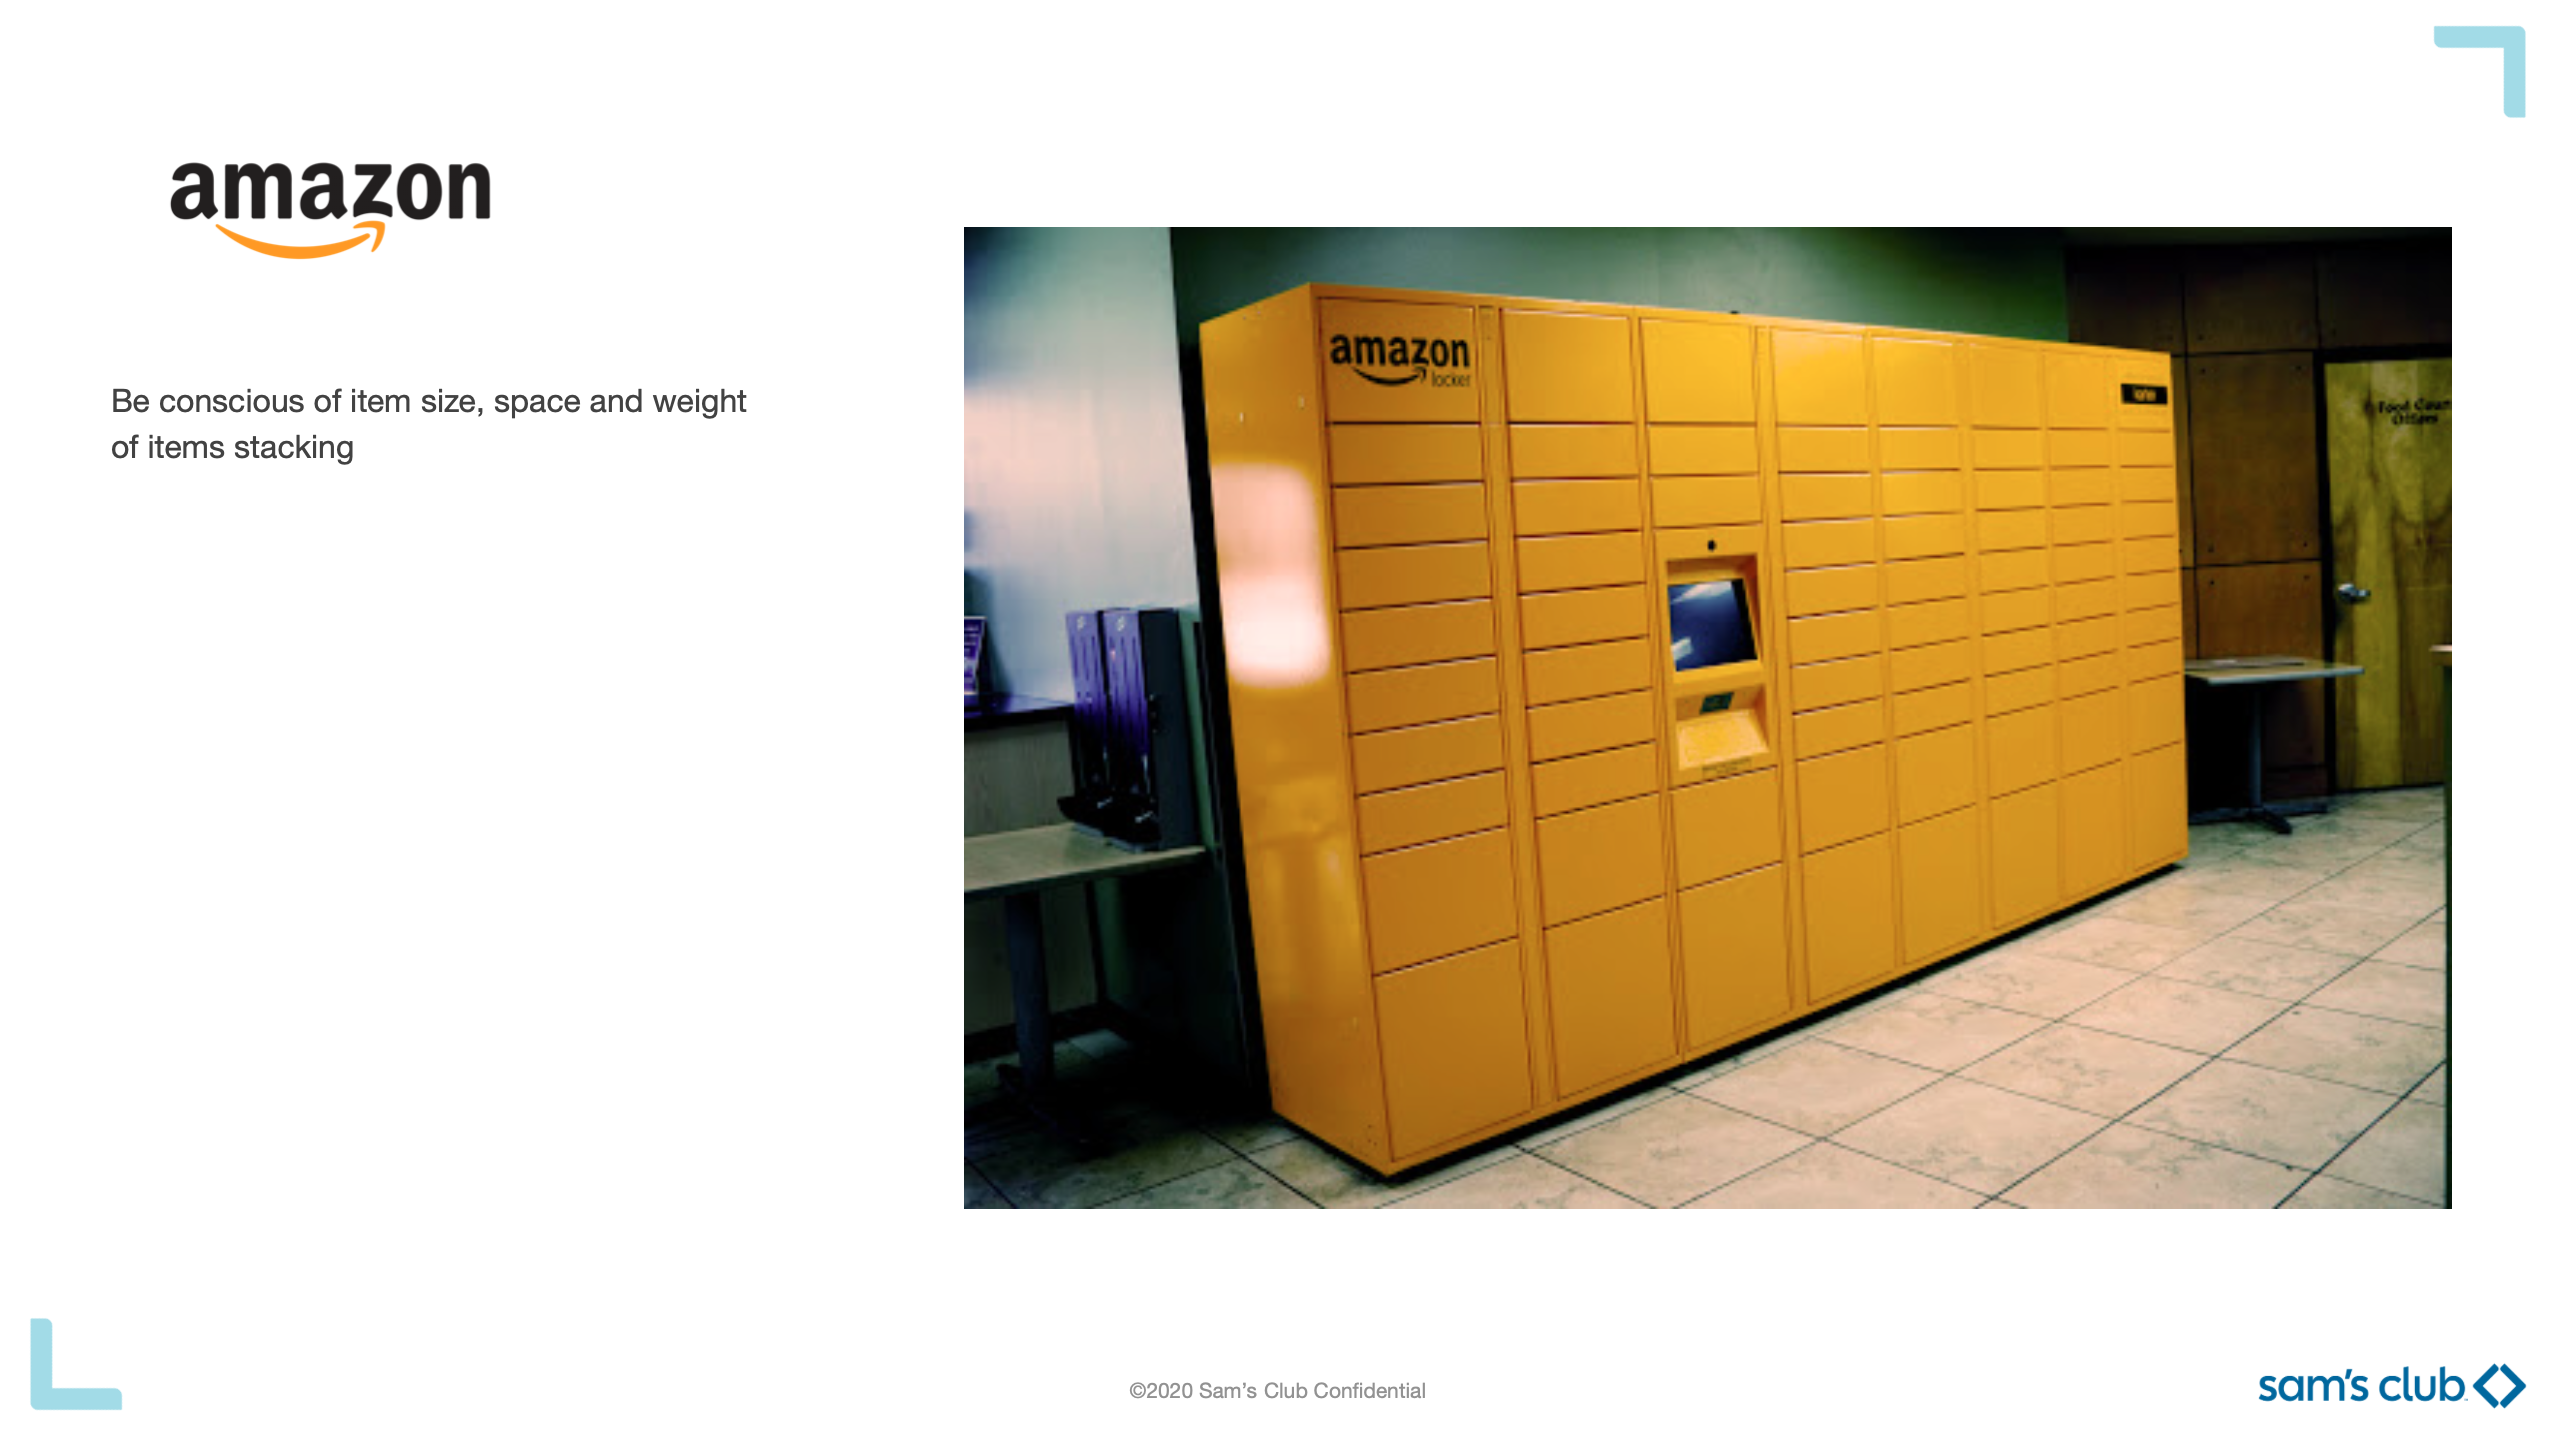 amazon
Be conscious of item size, space and weight
of items stacking
amazon
locker
Food Court
Offices
©2020 Sam's Club Confidential
sam's club